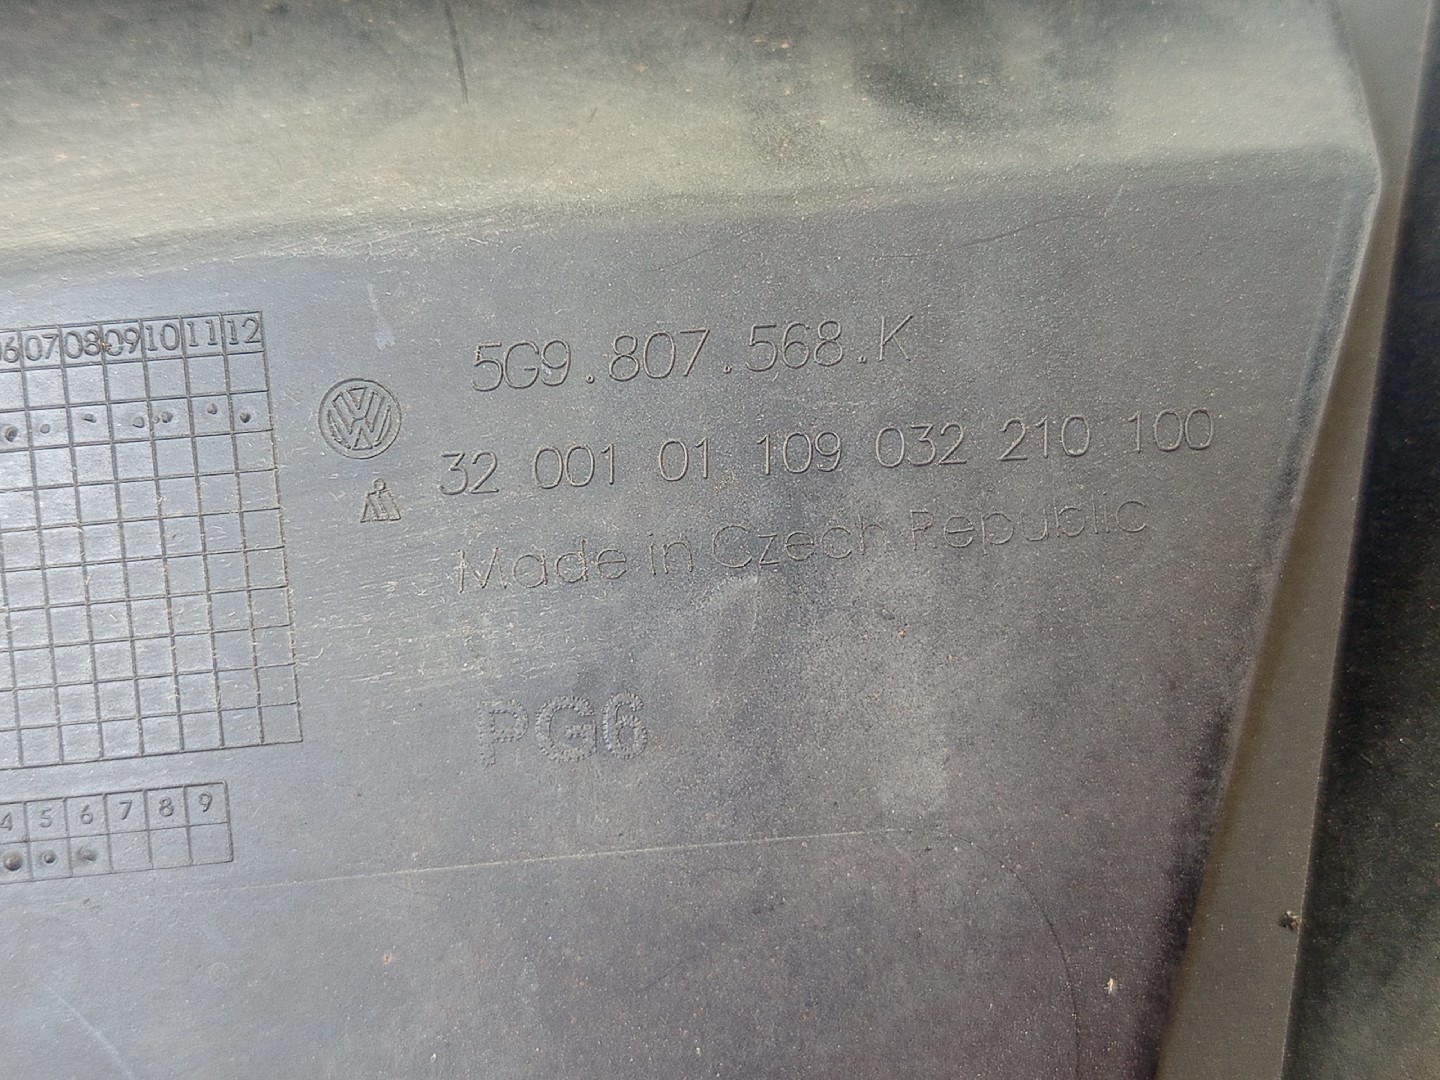 06 07 08 09 10 11 12
5G9.807.568.K
32 001 01 109 032 210 100
Made in Czech Republic
PG6
4 5 6 7 8 9